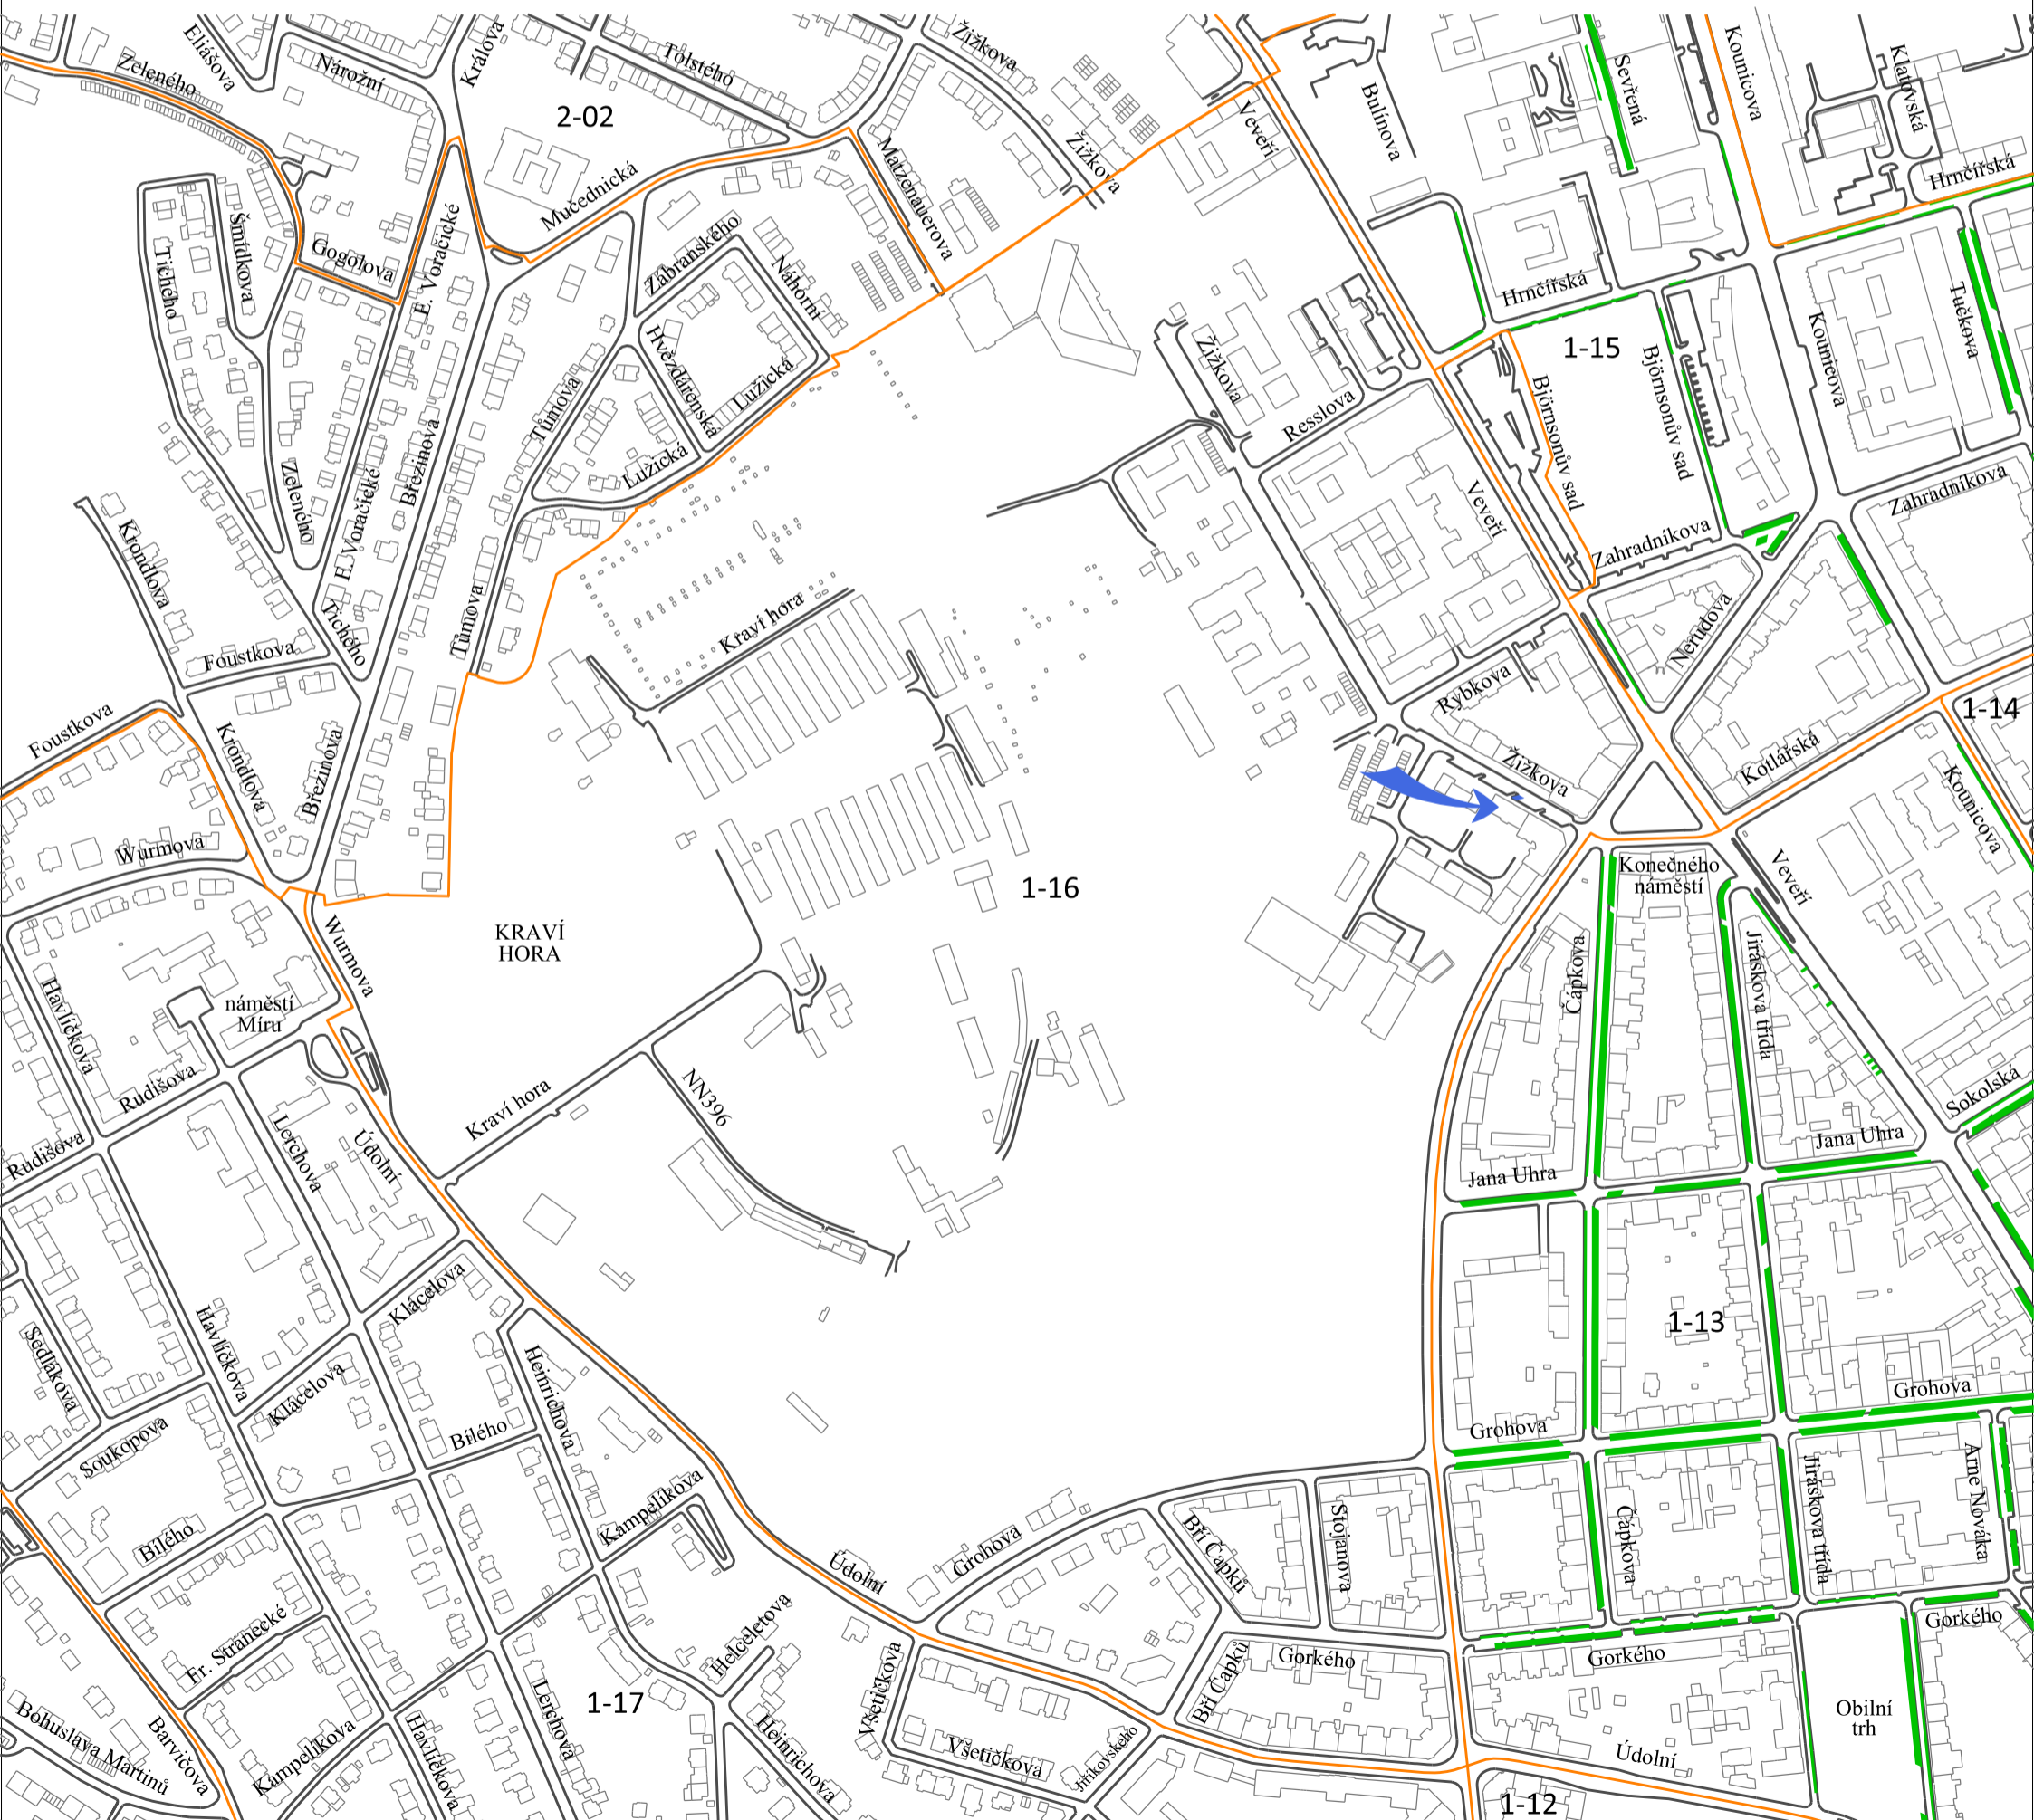 Eliášova
Králova
Tolstého
Žižkova
Kounicova
Klatovská
Zeleného
Nárožní
2-02
Sevřená
Bulínova
Veveří
Mučednická
Matzenauerova
Žižkova
Hrnčířská
Šmídkova
Tichého
Gogolova
E. Voračické
Zábranského
Náhorní
Hrnčířská
Tučkova
1-15
Kounicova
Björnsonův sad
Björnsonův sad
Žižkova
Hvězdárenská
Lužická
Tůmova
Resslova
Březinova
Lužická
Zeleného
E. Voračické
Veveří
Zahradníkova
Zahradníkova
Krondlova
Tichého
Foustkova
Tůmova
Kraví hora
Nerudova
Rybkova
1-14
Foustkova
Krondlova
Březinova
Žižkova
Kotlářská
Kounicova
Wurmova
Konečného
náměstí
Veveří
1-16
KRAVÍ
HORA
Wurmova
Čápkova
Jiráskova třída
Havlíčkova
náměstí
Míru
Rudišova
Kraví hora
NN396
Sokolská
Lerchova
Údolní
Rudišova
Jana Uhra
Jana Uhra
Klácelova
1-13
Sedlákova
Havlíčkova
Heinrichova
Klácelova
Grohova
Soukopova
Bílého
Grohova
Kampelíkova
Bílého
Údolní
Grohova
Bří Čapků
Stojanova
Čápkova
Jiráskova třída
Arne Nováka
Gorkého
Fr. Stránecké
Helceletova
Všetičkova
Bří Čapků
Gorkého
Gorkého
1-17
Bohuslava Martinů
Barvičova
Kampelíkova
Havlíčkova
Lerchova
Heinrichova
Všetičkova
Jiříkovského
Údolní
Obilní
trh
1-12